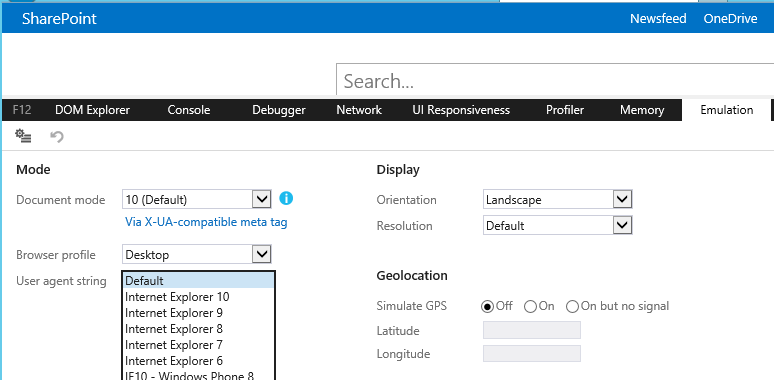 SharePoint Newsfeed OneDrive
Search...
F12 DOM Explorer Console Debugger Network UI Responsiveness Profiler Memory Emulation
Mode Display
Document mode 10 (Default) Orientation Landscape
Via X-UA-compatible meta tag Resolution Default
Browser profile Desktop
User agent string Default Geolocation
Internet Explorer 10 Simulate GPS Off On On but no signal
Internet Explorer 9
Internet Explorer 8 Latitude
Internet Explorer 7 Longitude
Internet Explorer 6
IE10 - Windows Phone 8